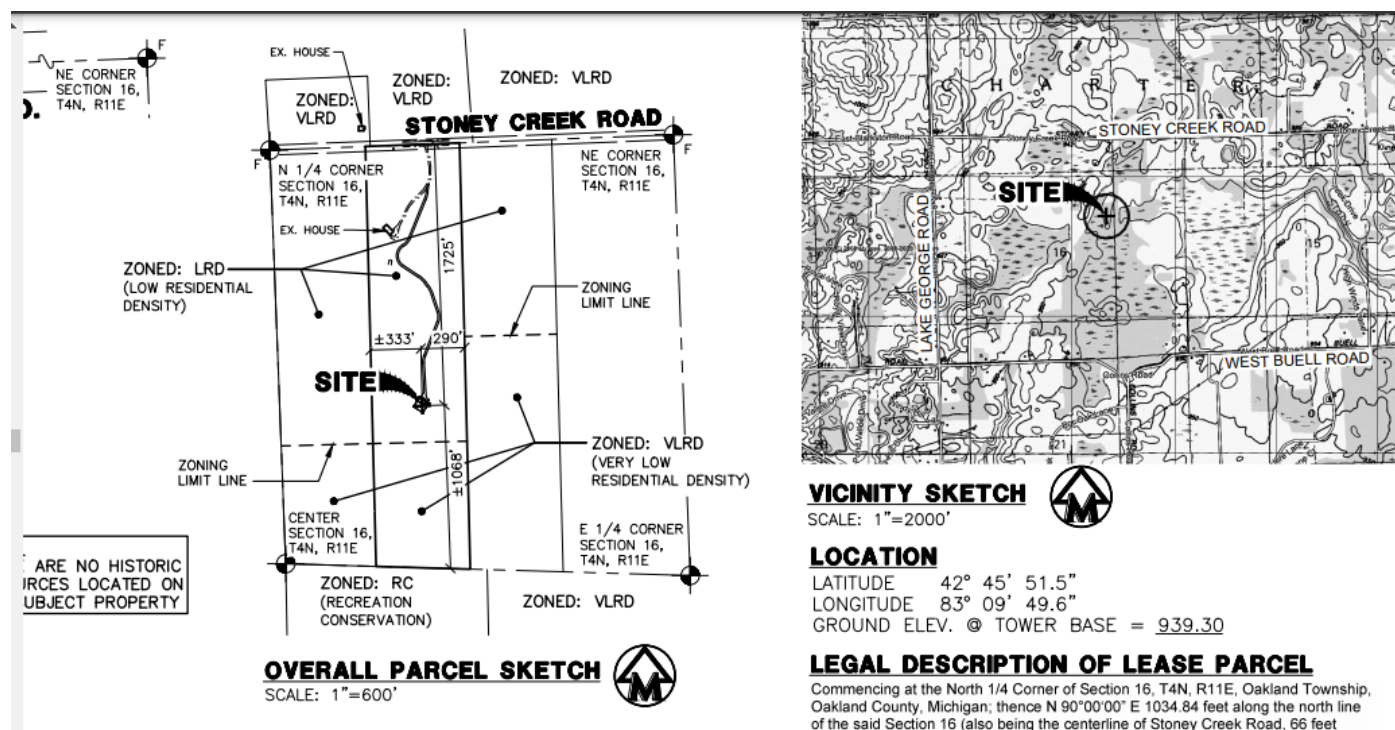 F
NE CORNER
SECTION 16,
T4N, R11E
ARE NO HISTORIC
LOCATED ON
PROPERTY
EX. HOUSE
ZONED:
VLRD
ZONED:
VLRD
ZONED: VLRD
STONEY CREEK ROAD
F
F
N 1/4 CORNER
SECTION 16,
T4N, R11E
NE CORNER
SECTION 16,
T4N, R11E
EX. HOUSE
1725'
ZONED: LRD
(LOW RESIDENTIAL
DENSITY)
ZONING
LIMIT LINE
±333'
290'
SITE
ZONED: VLRD
(VERY LOW
RESIDENTIAL DENSITY)
±1068'
ZONING
LIMIT LINE
CENTER
SECTION 16,
T4N, R11E
E 1/4 CORNER
SECTION 16,
T4N, R11E
ZONED: RC
(RECREATION
CONSERVATION)
ZONED: VLRD
OVERALL PARCEL SKETCH
SCALE: 1"=600'
M
C H A R T E R
STONEY CREEK ROAD
SITE
LAKE GEORGE ROAD
16
15
WEST BUELL ROAD
BUELL
ROAD
21
VICINITY SKETCH
SCALE: 1"=2000'
M
LOCATION
LATITUDE 42° 45' 51.5"
LONGITUDE 83° 09' 49.6"
GROUND ELEV. @ TOWER BASE = 939.30
LEGAL DESCRIPTION OF LEASE PARCEL
Commencing at the North 1/4 Corner of Section 16, T4N, R11E, Oakland Township,
Oakland County, Michigan; thence N 90°00'00" E 1034.84 feet along the north line
of the said Section 16 (also being the centerline of Stoney Creek Road, 66 feet